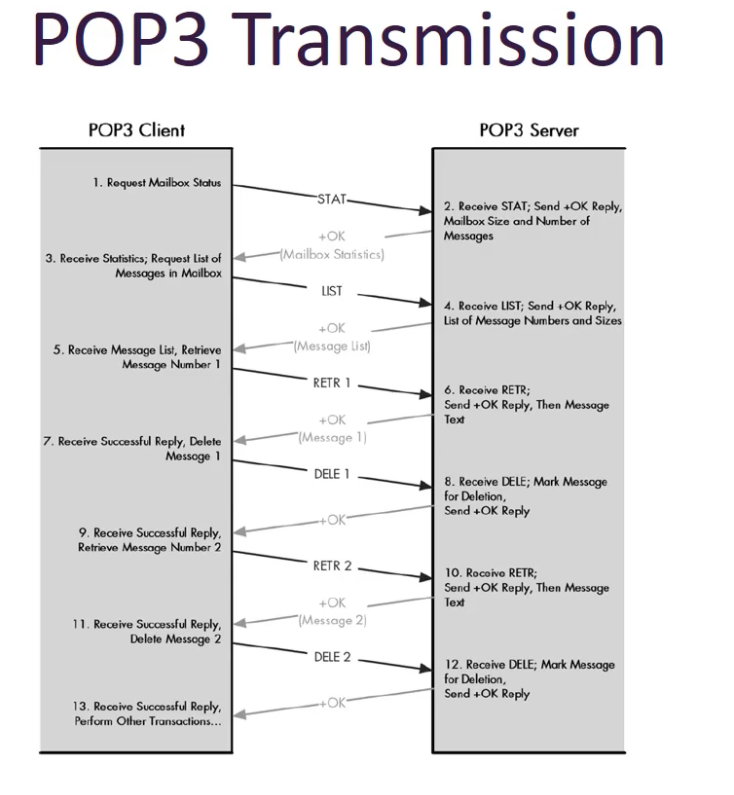 POP3 Transmission
POP3 Client
POP3 Server
1. Request Mailbox Status
STAT
2. Receive STAT; Send +OK Reply,
Mailbox Size and Number of
Messages
+OK
(Mailbox Statistics)
3. Receive Statistics; Request List of
Messages in Mailbox
LIST
4. Receive LIST; Send +OK Reply,
List of Message Numbers and Sizes
+OK
(Message List)
5. Receive Message List, Retrieve
Message Number 1
RETR 1
6. Receive RETR;
Send +OK Reply, Then Message
Text
+OK
(Message 1)
7. Receive Successful Reply, Delete
Message 1
DELE 1
8. Receive DELE; Mark Message
for Deletion,
Send +OK Reply
+OK
9. Receive Successful Reply,
Retrieve Message Number 2
RETR 2
10. Receive RETR;
Send +OK Reply, Then Message
Text
+OK
(Message 2)
11. Receive Successful Reply,
Delete Message 2
DELE 2
12. Receive DELE; Mark Message
for Deletion,
Send +OK Reply
+OK
13. Receive Successful Reply,
Perform Other Transactions...